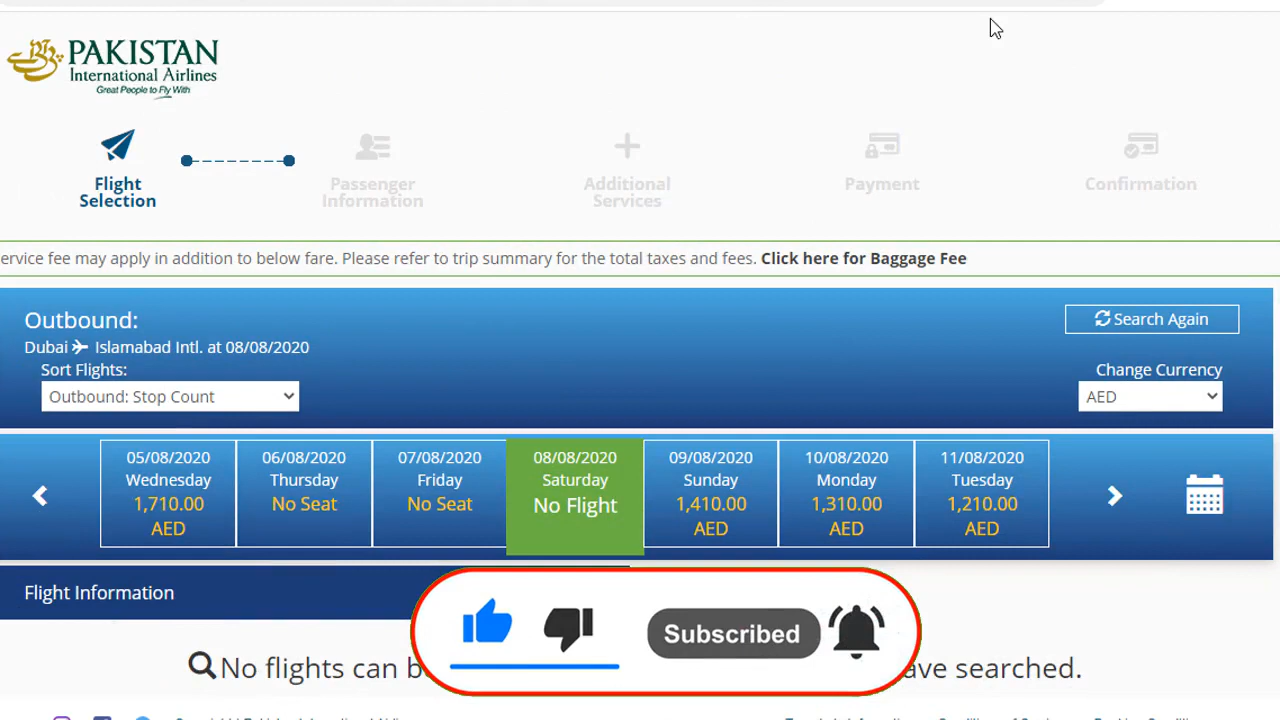 PAKISTAN
International Airlines
Great People to Fly With
Flight
Selection
Passenger
Information
Additional
Services
Payment
Confirmation
ervice fee may apply in addition to below fare. Please refer to trip summary for the total taxes and fees. Click here for Baggage Fee
Outbound:
Search Again
Dubai Islamabad Intl. at 08/08/2020
Sort Flights:
Change Currency
Outbound: Stop Count
AED
05/08/2020
Wednesday
1,710.00
AED
06/08/2020
Thursday
No Seat
07/08/2020
Friday
No Seat
08/08/2020
Saturday
No Flight
09/08/2020
Sunday
1,410.00
AED
10/08/2020
Monday
1,310.00
AED
11/08/2020
Tuesday
1,210.00
AED
Flight Information
Subscribed
No flights can b ave searched.